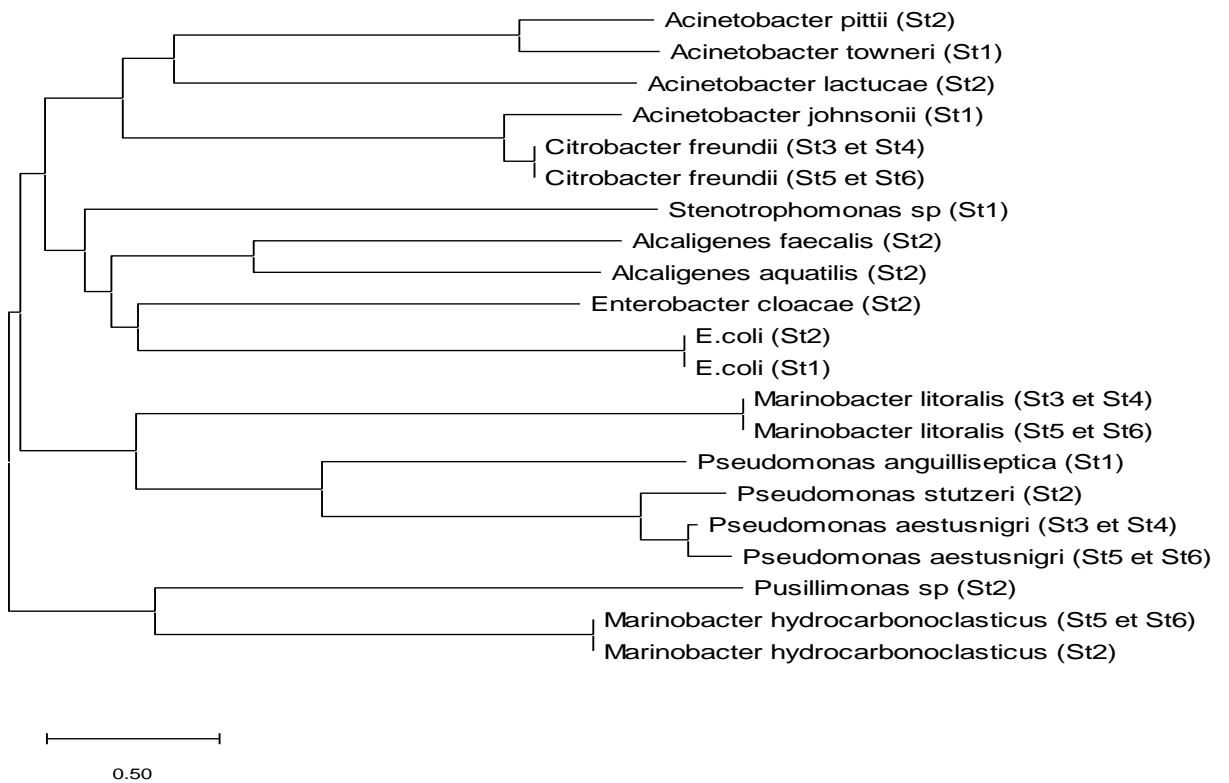 Acinetobacter pittii (St2)
Acinetobacter towneri (St1)
Acinetobacter lactucae (St2)
Acinetobacter johnsonii (St1)
Citrobacter freundii (St3 et St4)
Citrobacter freundii (St5 et St6)
Stenotrophomonas sp (St1)
Alcaligenes faecalis (St2)
Alcaligenes aquatilis (St2)
Enterobacter cloacae (St2)
E.coli (St2)
E.coli (St1)
Marinobacter litoralis (St3 et St4)
Marinobacter litoralis (St5 et St6)
Pseudomonas anguilliseptica (St1)
Pseudomonas stutzeri (St2)
Pseudomonas aestusnigri (St3 et St4)
Pseudomonas aestusnigri (St5 et St6)
Pusillimonas sp (St2)
Marinobacter hydrocarbonoclasticus (St5 et St6)
Marinobacter hydrocarbonoclasticus (St2)
0.50